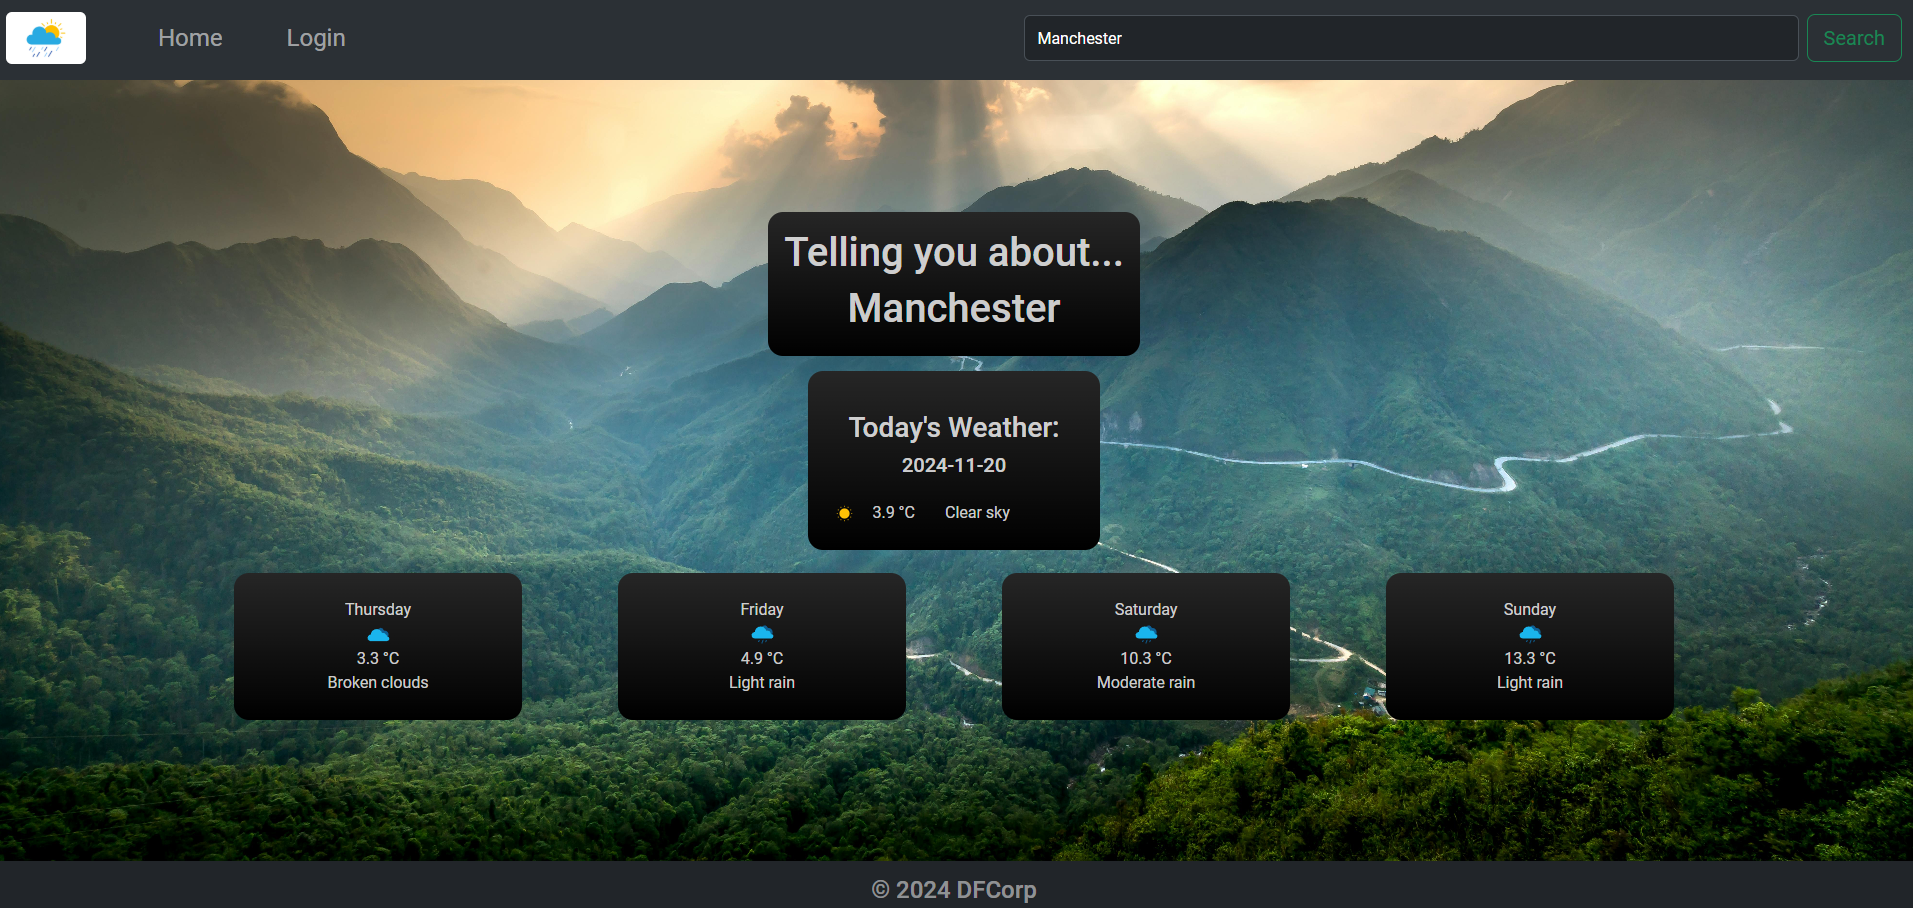 Home
Login
Manchester
Search
Telling you about...
Manchester
Today's Weather:
2024-11-20
3.9 °C Clear sky
Thursday
3.3 °C
Broken clouds
Friday
4.9 °C
Light rain
Saturday
10.3 °C
Moderate rain
Sunday
13.3 °C
Light rain
© 2024 DFCorp